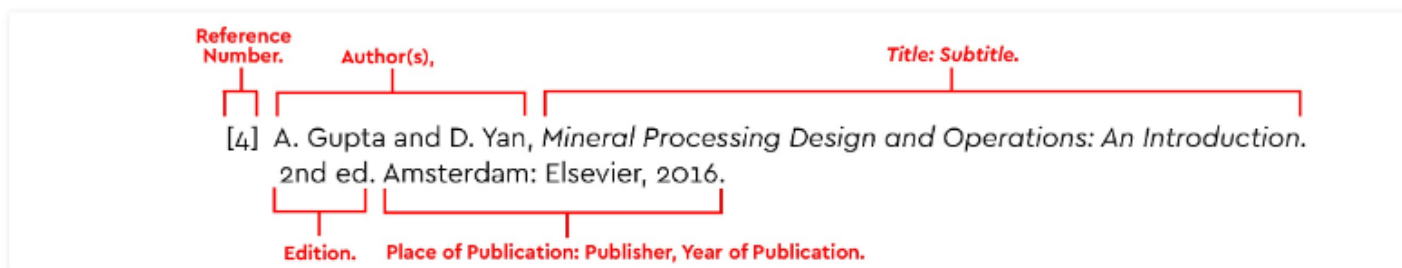 Reference
Number.
Author(s),
Title: Subtitle.
[4] A. Gupta and D. Yan, Mineral Processing Design and Operations: An Introduction.
2nd ed. Amsterdam: Elsevier, 2016.
Edition.
Place of Publication: Publisher, Year of Publication.